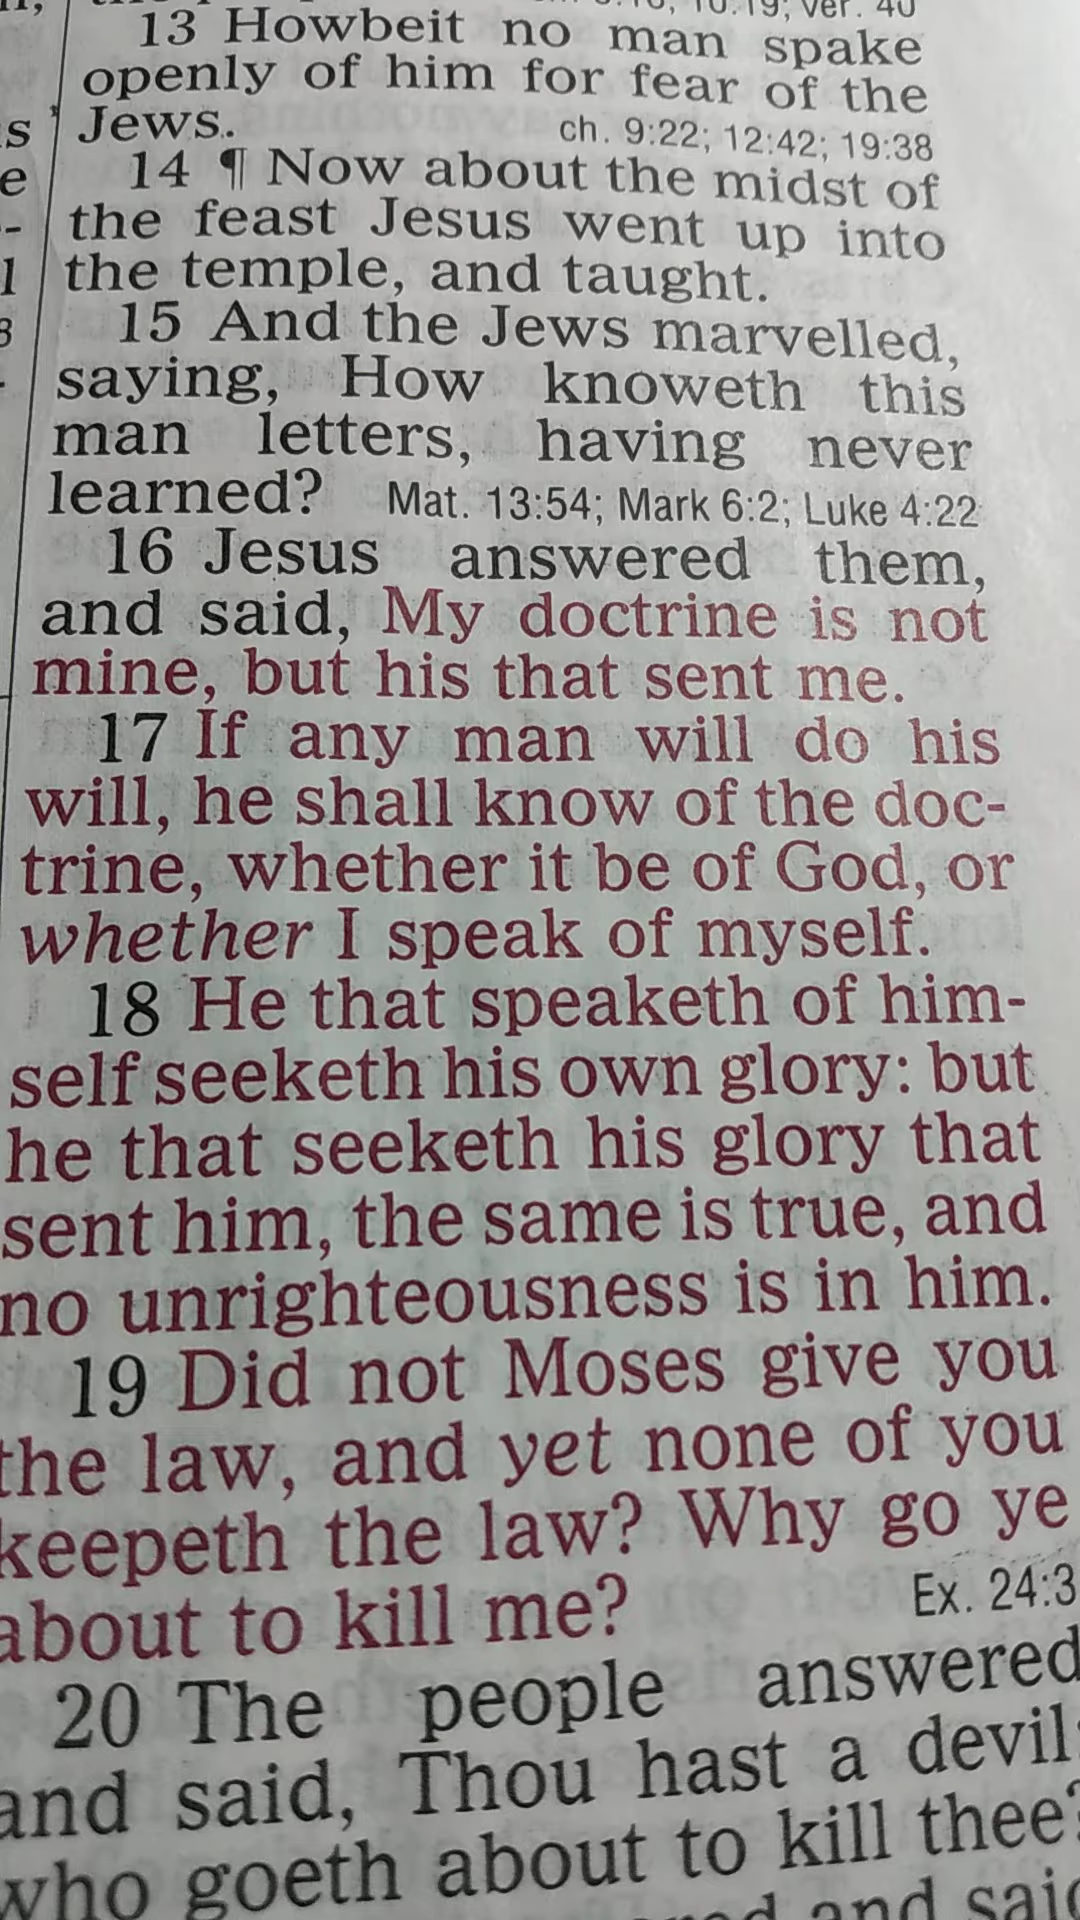 13 Howbeit no man spake
openly of him for fear of the
Jews. ch. 9:22; 12:42; 19:38
14 ¶ Now about the midst of
the feast Jesus went up into
the temple, and taught.
15 And the Jews marvelled,
saying, How knoweth this
man letters, having never
learned? Mat. 13:54; Mark 6:2; Luke 4:22
16 Jesus answered them,
and said, My doctrine is not
mine, but his that sent me.
17 If any man will do his
will, he shall know of the doc-
trine, whether it be of God, or
whether I speak of myself.
18 He that speaketh of him-
self seeketh his own glory: but
he that seeketh his glory that
sent him, the same is true, and
no unrighteousness is in him.
19 Did not Moses give you
the law, and yet none of you
keepeth the law? Why go ye
about to kill me? Ex. 24:3
20 The people answered
and said, Thou hast a devil:
who goeth about to kill thee?
and said